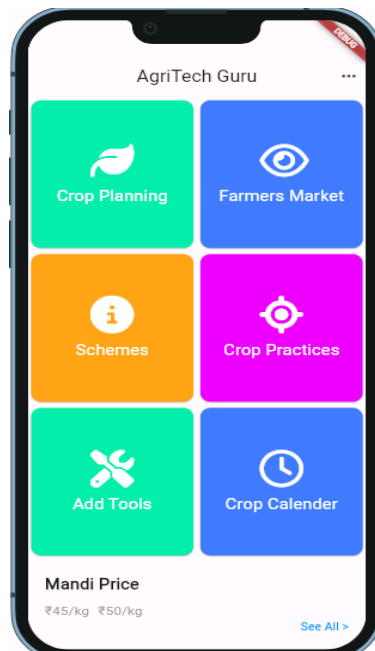 DEBUG
AgriTech Guru
Crop Planning
Farmers Market
Schemes
Crop Practices
Add Tools
Crop Calender
Mandi Price
₹45/kg ₹50/kg
See All >